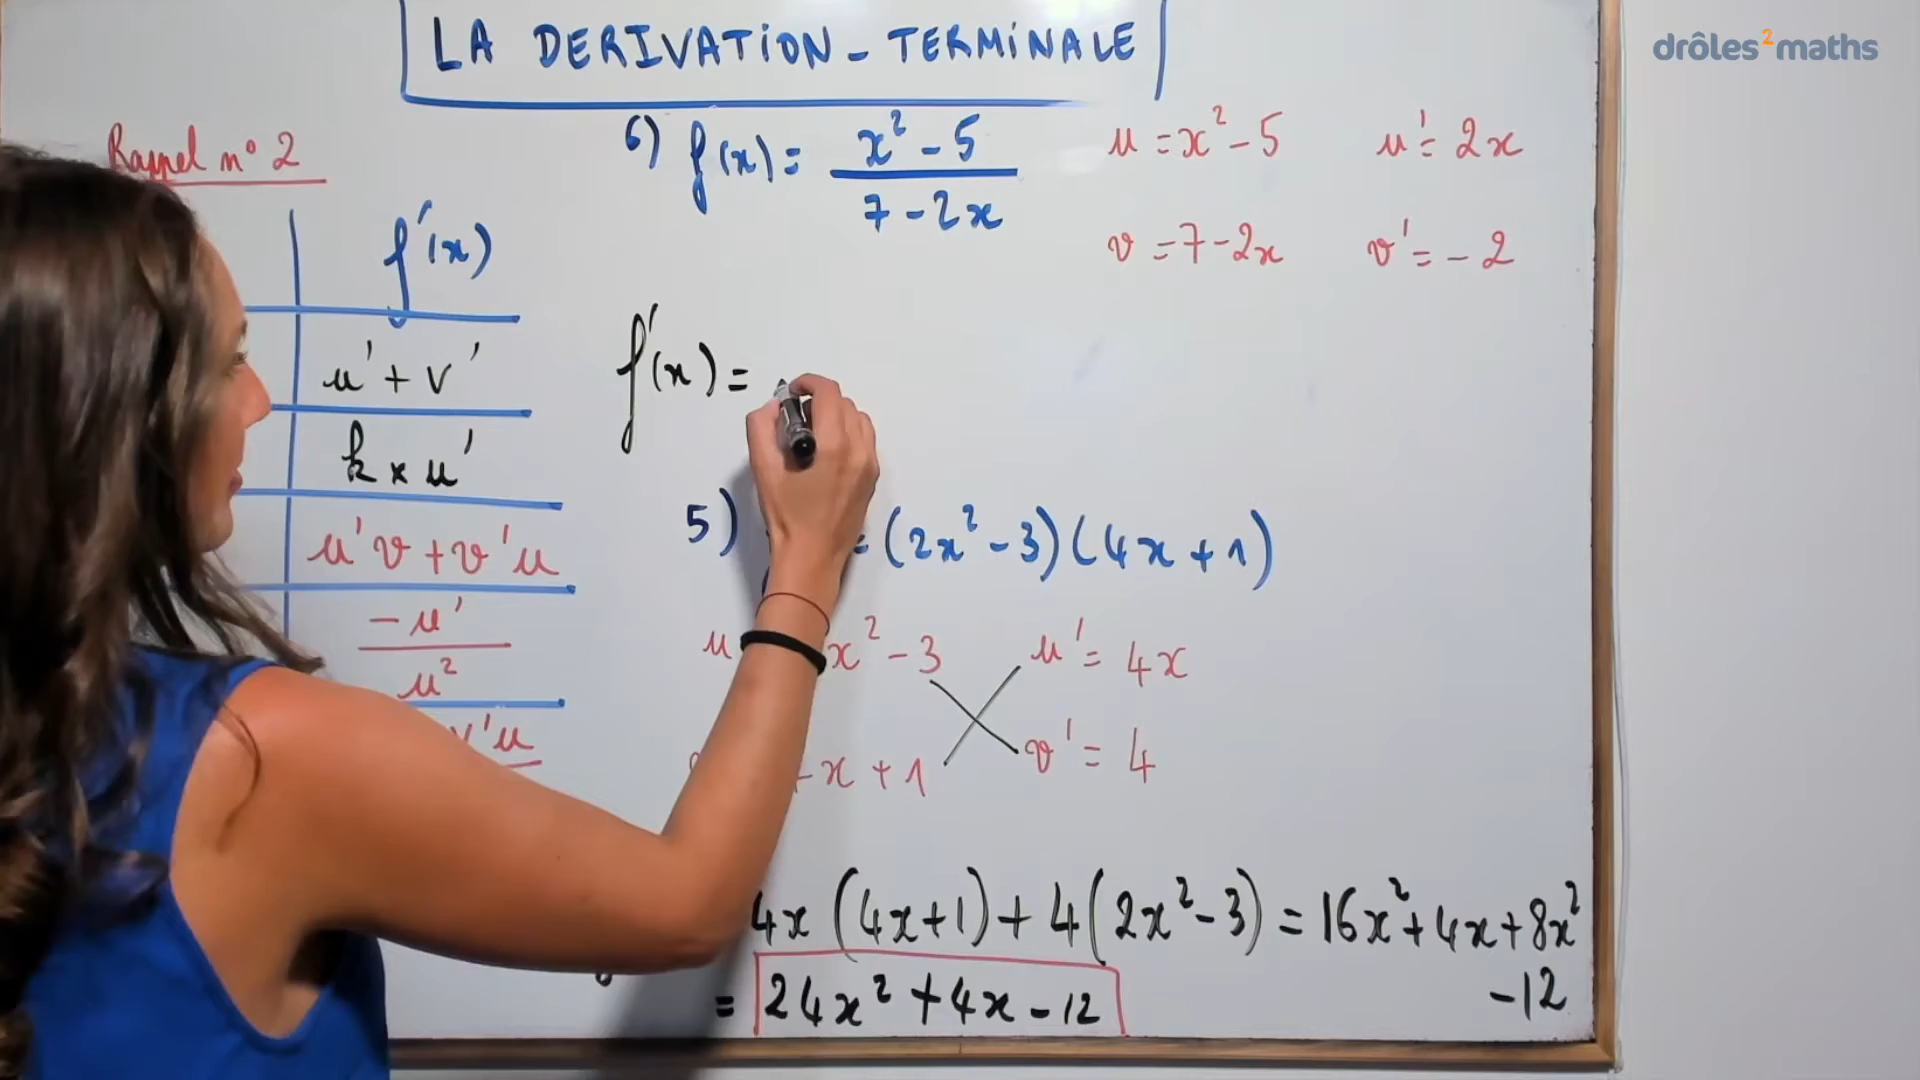 LA DERIVATION - TERMINALE
drôles2maths
Rappel n° 2
f'(x)
u' + v'
k × u'
u'v + v'u
-u'
u²
v'u
6) f(x) = x² - 5
7 - 2x
u = x² - 5 u' = 2x
v = 7 - 2x v' = - 2
f'(x) =
5) = (2x² - 3)(4x + 1)
u x² - 3 u' = 4x
x + 1 v' = 4
4x (4x+1) + 4(2x² - 3) = 16x² + 4x + 8x²
-12
= 24x² + 4x - 12